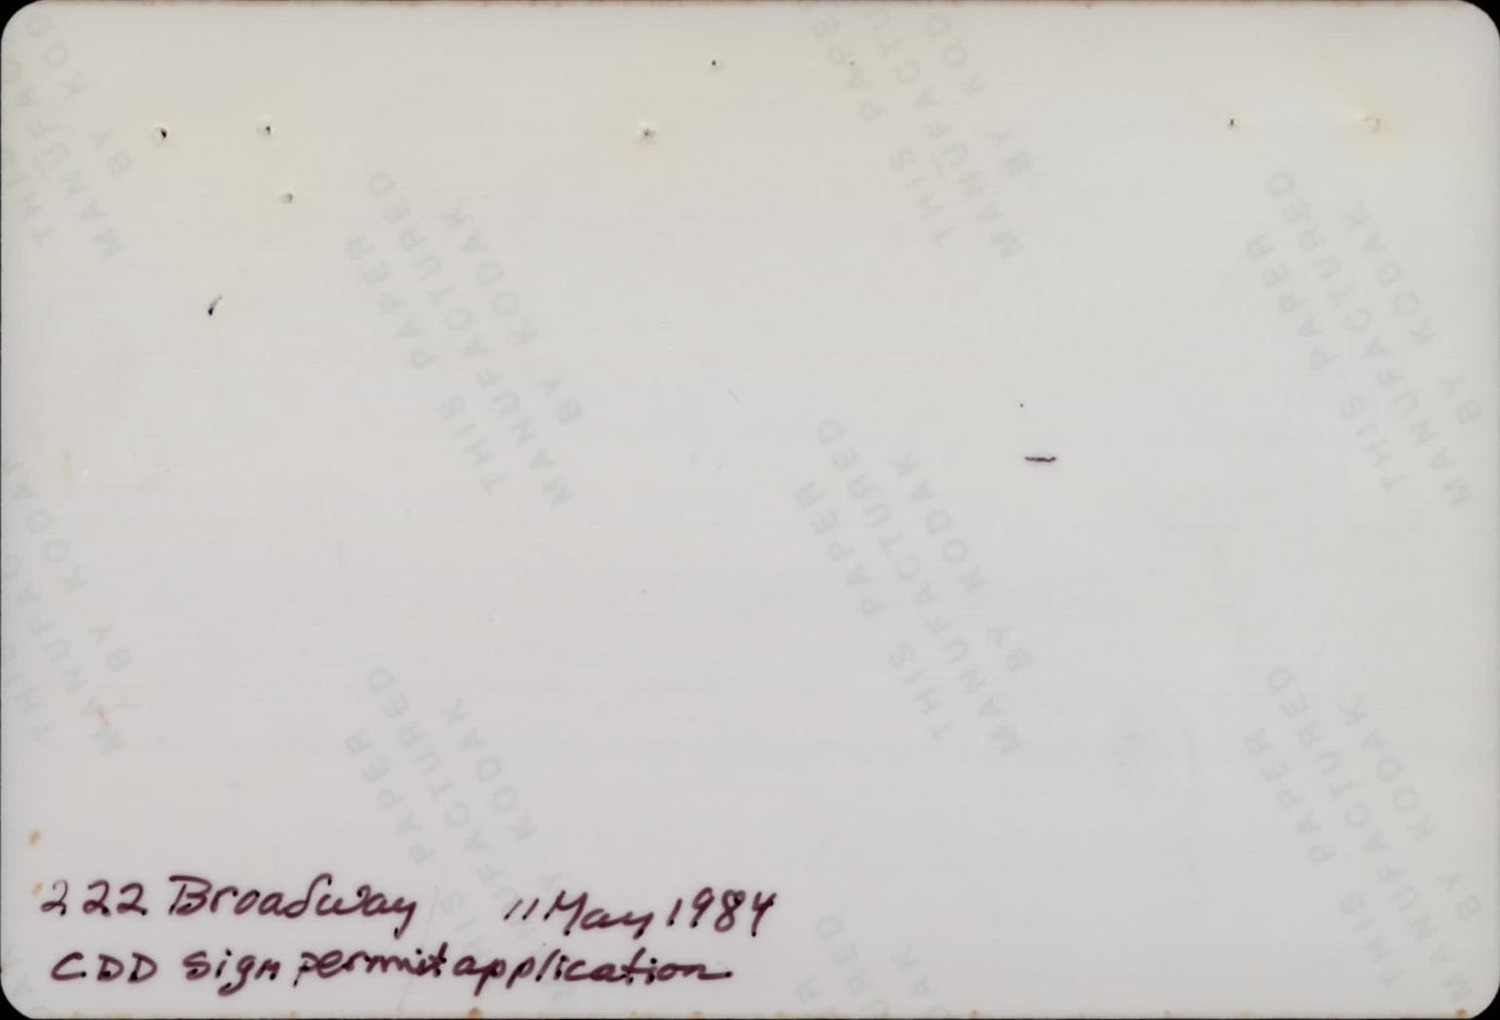 THIS PAPER
MANUFACTURED
BY KODAK
222 Broadway 11 May 1984
CDD sign permit application.